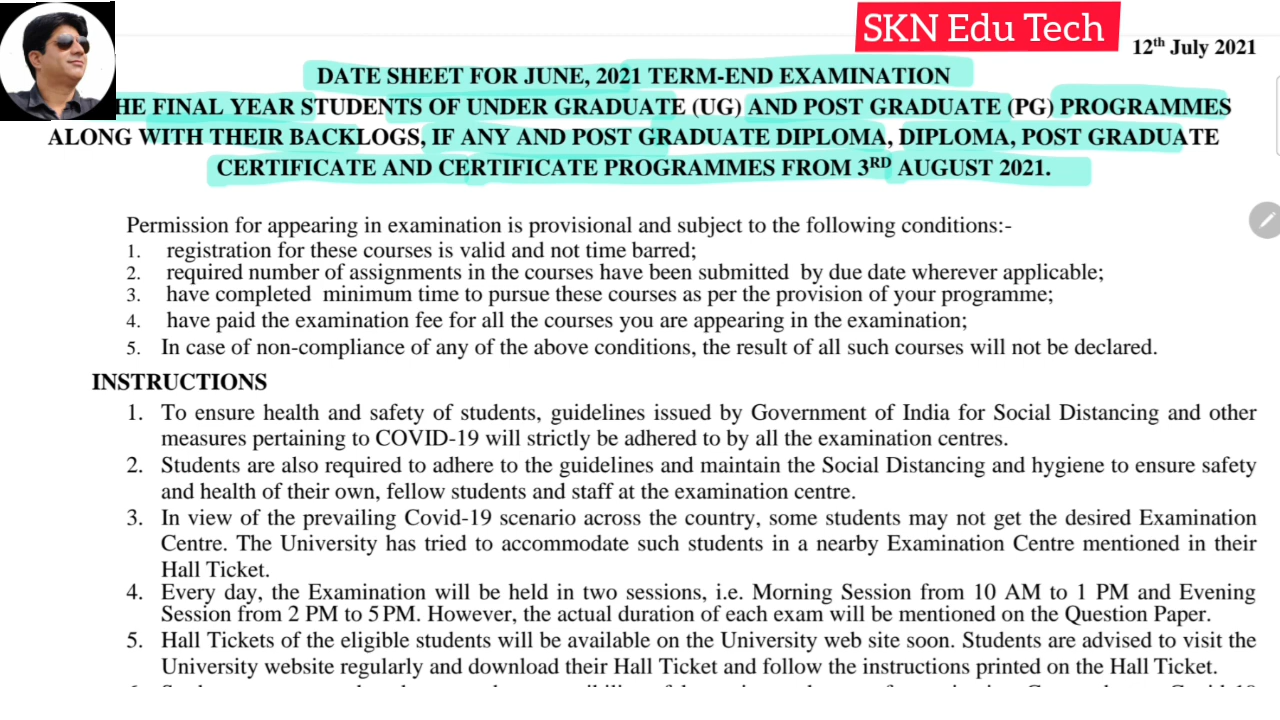 SKN Edu Tech
12th July 2021
DATE SHEET FOR JUNE, 2021 TERM-END EXAMINATION
HE FINAL YEAR STUDENTS OF UNDER GRADUATE (UG) AND POST GRADUATE (PG) PROGRAMMES
ALONG WITH THEIR BACKLOGS, IF ANY AND POST GRADUATE DIPLOMA, DIPLOMA, POST GRADUATE
CERTIFICATE AND CERTIFICATE PROGRAMMES FROM 3RD AUGUST 2021.
Permission for appearing in examination is provisional and subject to the following conditions:-
1. registration for these courses is valid and not time barred;
2. required number of assignments in the courses have been submitted by due date wherever applicable;
3. have completed minimum time to pursue these courses as per the provision of your programme;
4. have paid the examination fee for all the courses you are appearing in the examination;
5. In case of non-compliance of any of the above conditions, the result of all such courses will not be declared.
INSTRUCTIONS
1. To ensure health and safety of students, guidelines issued by Government of India for Social Distancing and other
measures pertaining to COVID-19 will strictly be adhered to by all the examination centres.
2. Students are also required to adhere to the guidelines and maintain the Social Distancing and hygiene to ensure safety
and health of their own, fellow students and staff at the examination centre.
3. In view of the prevailing Covid-19 scenario across the country, some students may not get the desired Examination
Centre. The University has tried to accommodate such students in a nearby Examination Centre mentioned in their
Hall Ticket.
4. Every day, the Examination will be held in two sessions, i.e. Morning Session from 10 AM to 1 PM and Evening
Session from 2 PM to 5 PM. However, the actual duration of each exam will be mentioned on the Question Paper.
5. Hall Tickets of the eligible students will be available on the University web site soon. Students are advised to visit the
University website regularly and download their Hall Ticket and follow the instructions printed on the Hall Ticket.